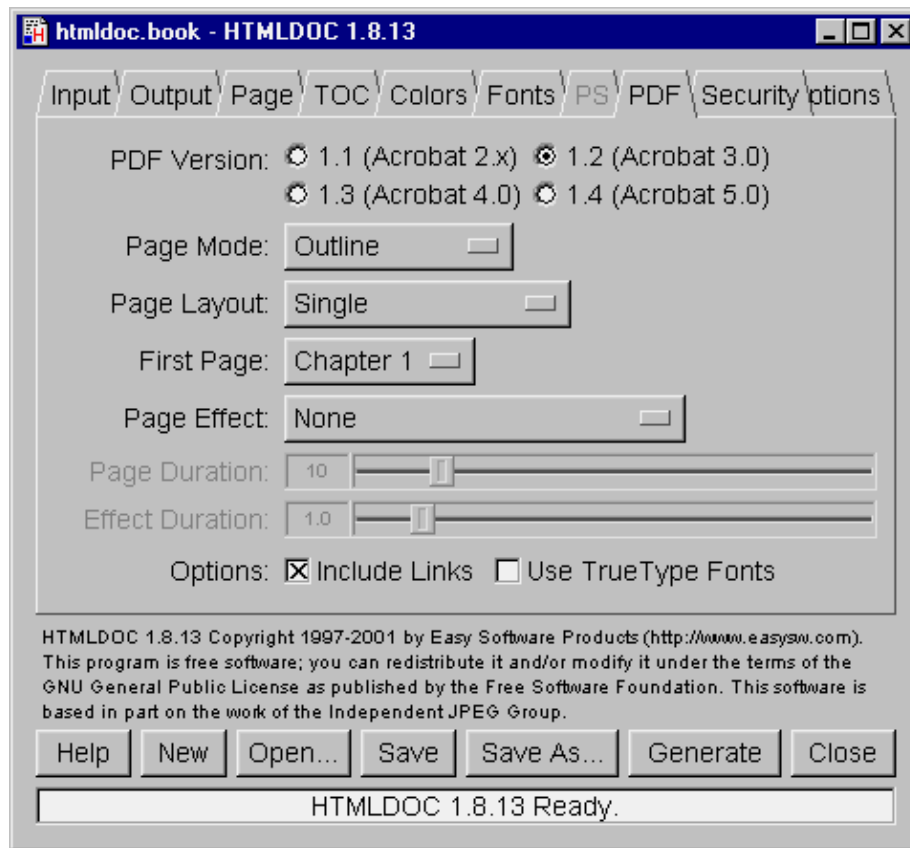 htmldoc.book - HTMLDOC 1.8.13
Input Output Page TOC Colors Fonts PS PDF Security ptions
PDF Version: 1.1 (Acrobat 2.x) 1.2 (Acrobat 3.0)
1.3 (Acrobat 4.0) 1.4 (Acrobat 5.0)
Page Mode: Outline
Page Layout: Single
First Page: Chapter 1
Page Effect: None
Page Duration: 10
Effect Duration: 1.0
Options: Include Links Use TrueType Fonts
HTMLDOC 1.8.13 Copyright 1997-2001 by Easy Software Products (http://www.easysw.com).
This program is free software; you can redistribute it and/or modify it under the terms of the
GNU General Public License as published by the Free Software Foundation. This software is
based in part on the work of the Independent JPEG Group.
Help New Open... Save Save As... Generate Close
HTMLDOC 1.8.13 Ready.